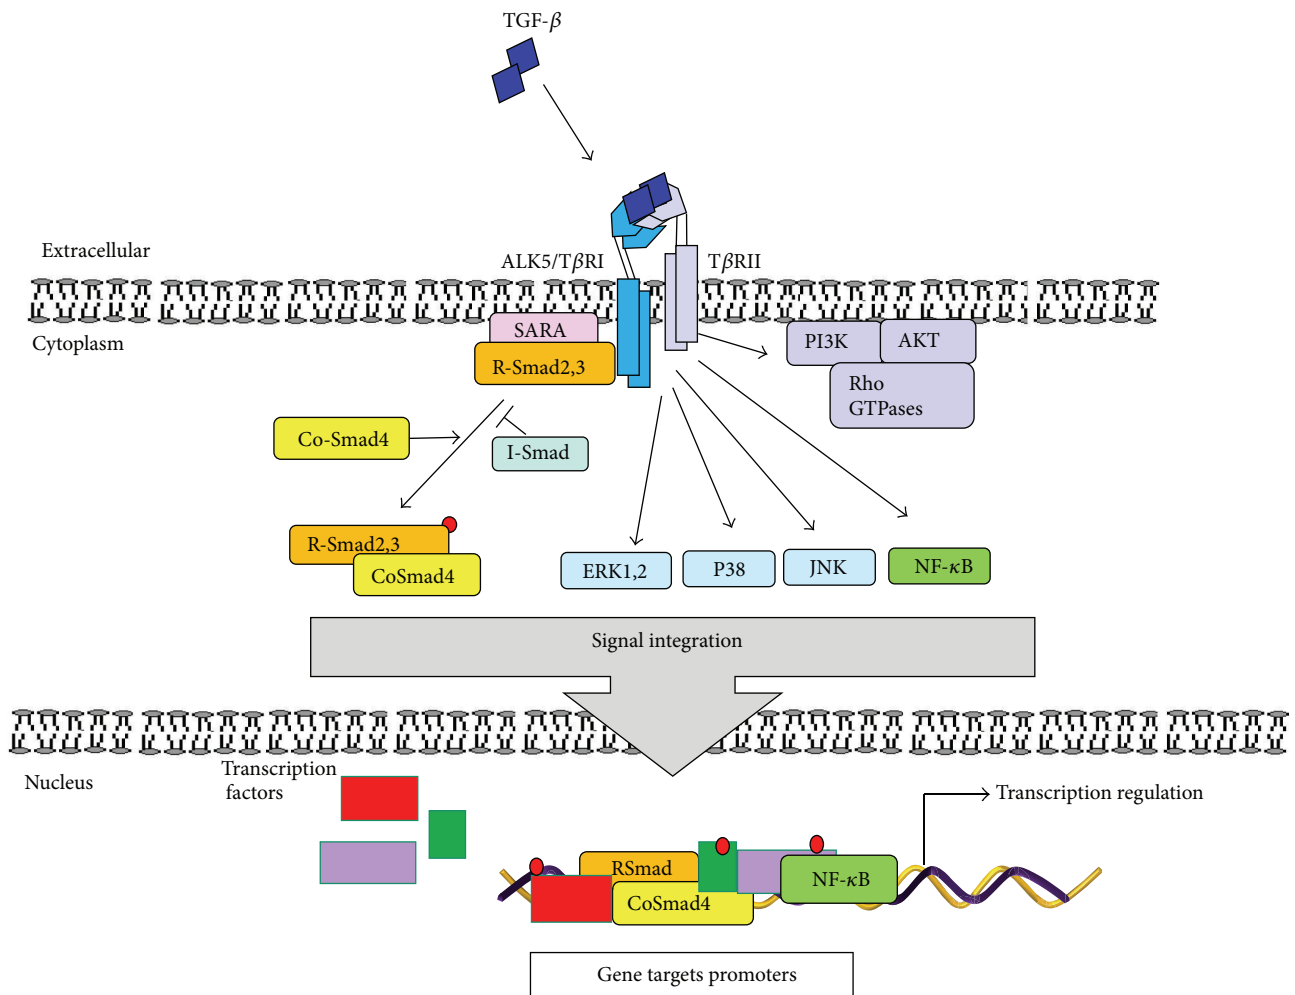 TGF-β
Extracellular
ALK5/TβRI
TβRII
Cytoplasm
SARA
PI3K
AKT
R-Smad2,3
Rho
GTPases
Co-Smad4
I-Smad
R-Smad2,3
CoSmad4
ERK1,2
P38
JNK
NF-κB
Signal integration
Nucleus
Transcription
factors
Transcription regulation
RSmad
CoSmad4
NF-κB
Gene targets promoters